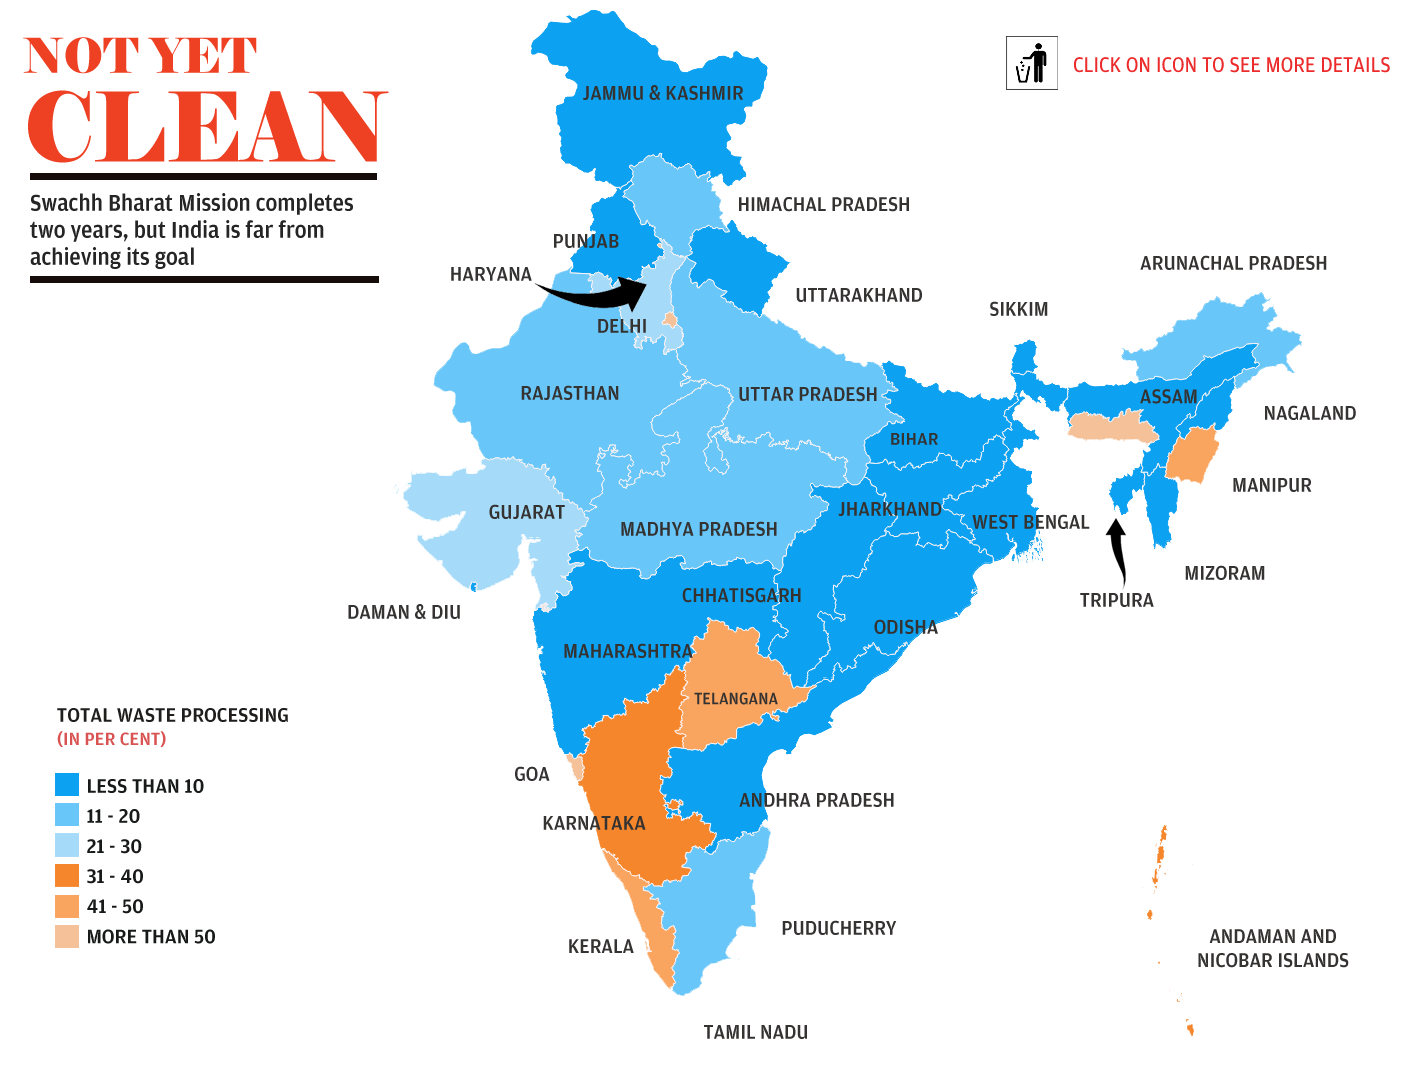 NOT YET
CLEAN
Swachh Bharat Mission completes
two years, but India is far from
achieving its goal
CLICK ON ICON TO SEE MORE DETAILS
JAMMU & KASHMIR
HIMACHAL PRADESH
PUNJAB
HARYANA
UTTARAKHAND
ARUNACHAL PRADESH
SIKKIM
DELHI
RAJASTHAN
UTTAR PRADESH
ASSAM
NAGALAND
BIHAR
MANIPUR
GUJARAT
MADHYA PRADESH
JHARKHAND
WEST BENGAL
MIZORAM
TRIPURA
DAMAN & DIU
CHHATISGARH
ODISHA
MAHARASHTRA
TELANGANA
GOA
ANDHRA PRADESH
KARNATAKA
PUDUCHERRY
KERALA
ANDAMAN AND
NICOBAR ISLANDS
TAMIL NADU
TOTAL WASTE PROCESSING
(IN PER CENT)
LESS THAN 10
11 - 20
21 - 30
31 - 40
41 - 50
MORE THAN 50